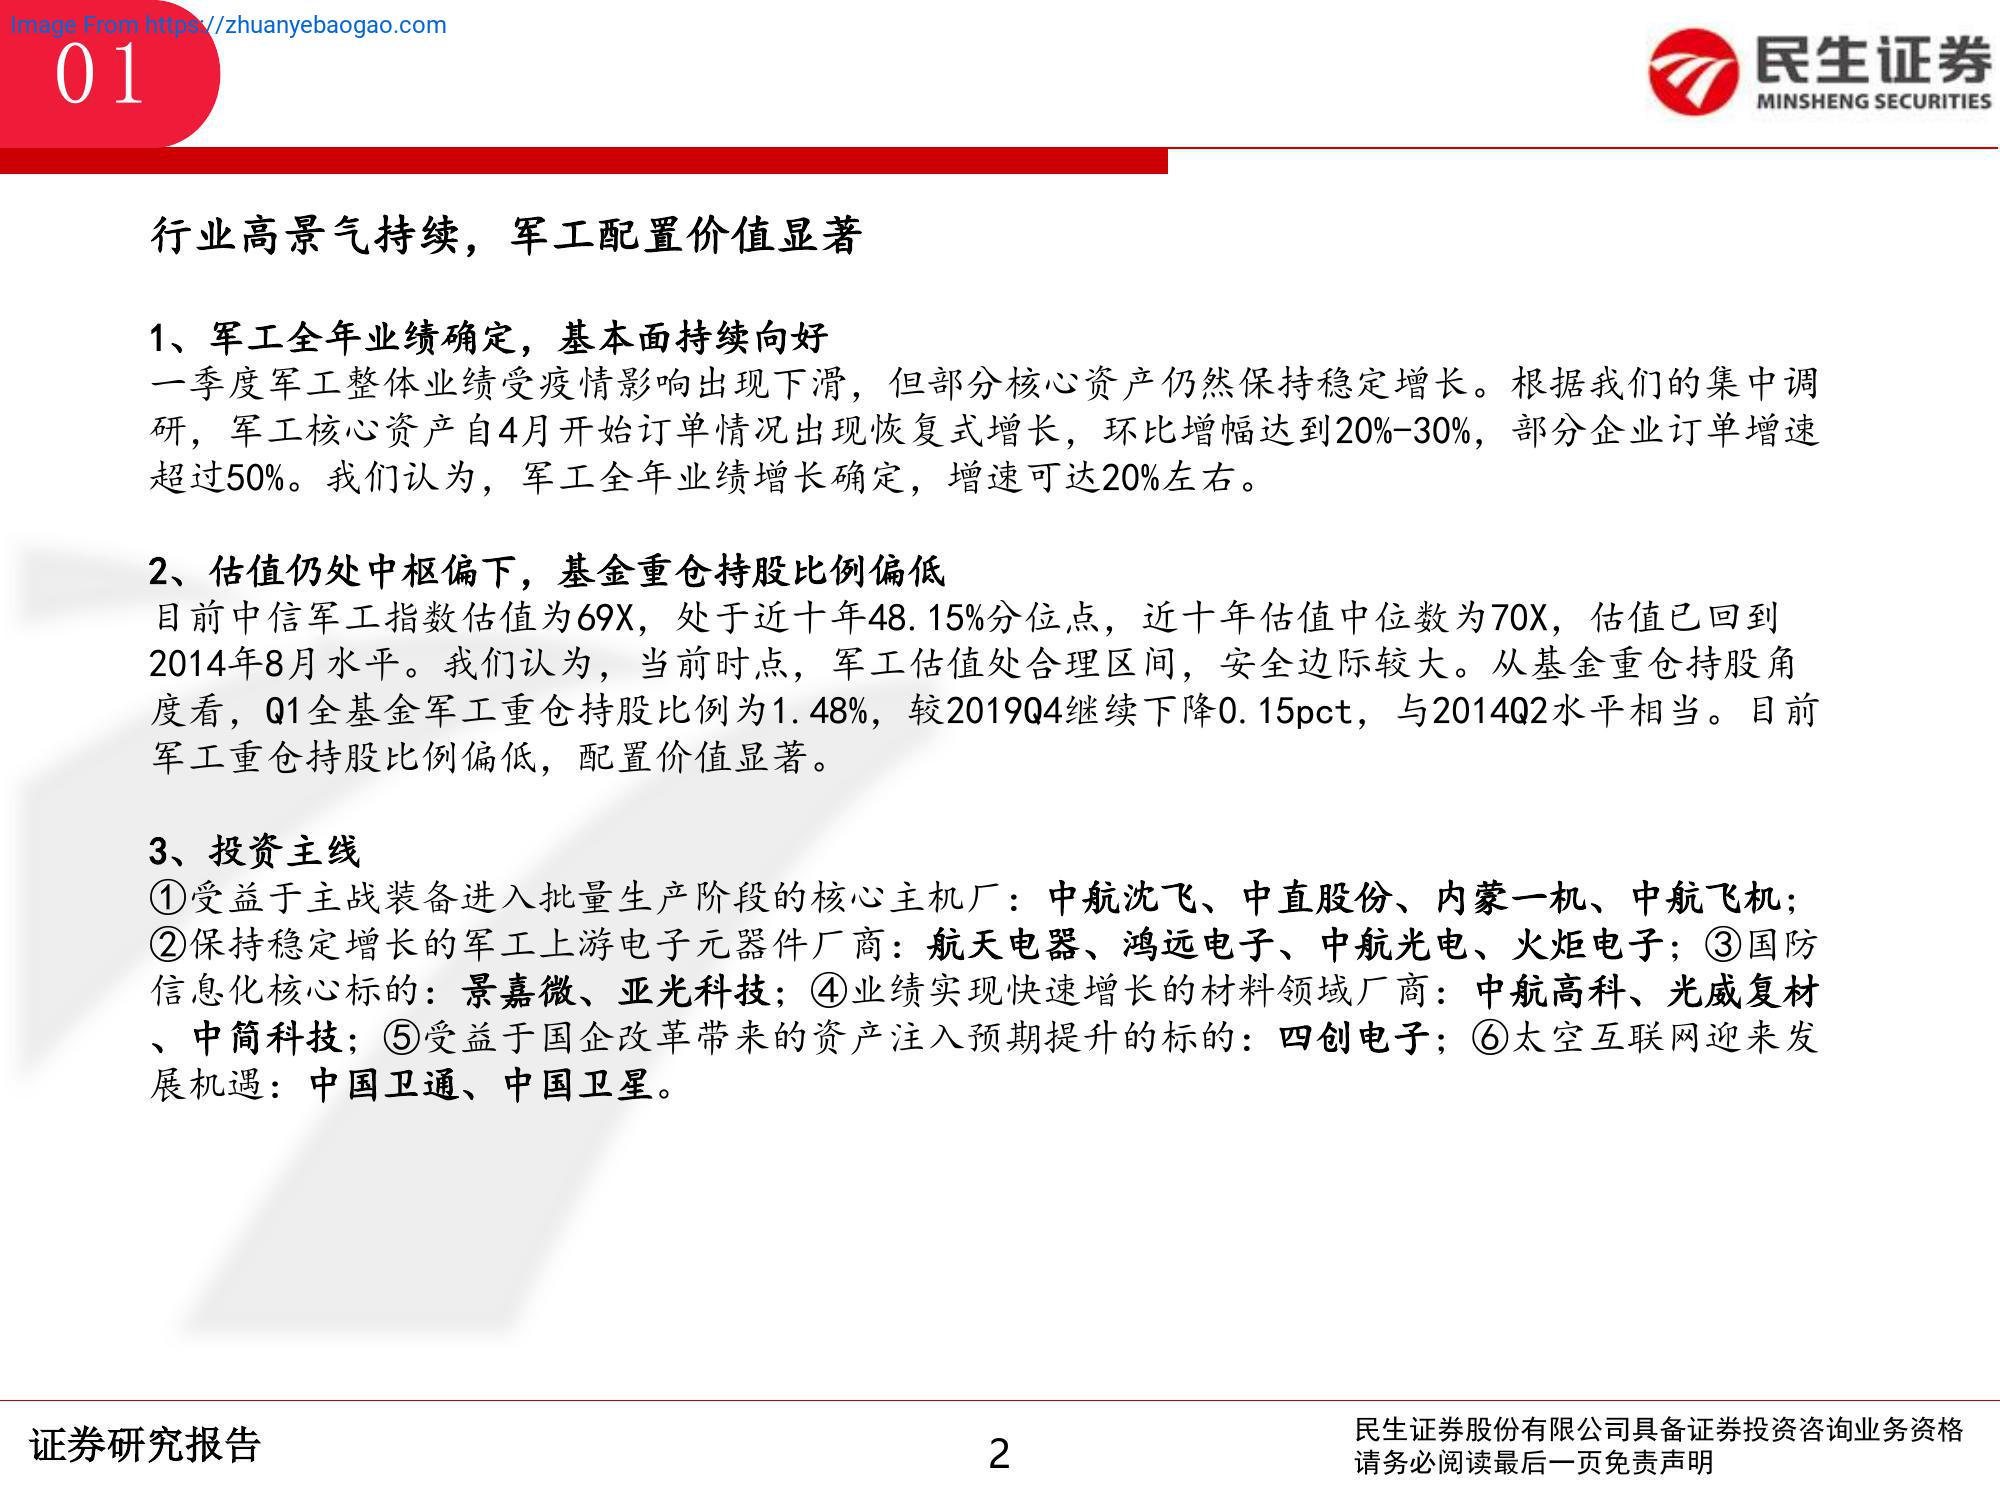 Image From https://zhuanyebaogao.com
01
民生证券
MINSHENG SECURITIES
行业高景气持续，军工配置价值显著
1、军工全年业绩确定，基本面持续向好
一季度军工整体业绩受疫情影响出现下滑，但部分核心资产仍然保持稳定增长。根据我们的集中调
研，军工核心资产自4月开始订单情况出现恢复式增长，环比增幅达到20%-30%，部分企业订单增速
超过50%。我们认为，军工全年业绩增长确定，增速可达20%左右。
2、估值仍处中枢偏下，基金重仓持股比例偏低
目前中信军工指数估值为69X，处于近十年48.15%分位点，近十年估值中位数为70X，估值已回到
2014年8月水平。我们认为，当前时点，军工估值处合理区间，安全边际较大。从基金重仓持股角
度看，Q1全基金军工重仓持股比例为1.48%，较2019Q4继续下降0.15pct，与2014Q2水平相当。目前
军工重仓持股比例偏低，配置价值显著。
3、投资主线
①受益于主战装备进入批量生产阶段的核心主机厂：中航沈飞、中直股份、内蒙一机、中航飞机；
②保持稳定增长的军工上游电子元器件厂商：航天电器、鸿远电子、中航光电、火炬电子；③国防
信息化核心标的：景嘉微、亚光科技；④业绩实现快速增长的材料领域厂商：中航高科、光威复材
、中简科技；⑤受益于国企改革带来的资产注入预期提升的标的：四创电子；⑥太空互联网迎来发
展机遇：中国卫通、中国卫星。
证券研究报告
2
民生证券股份有限公司具备证券投资咨询业务资格
请务必阅读最后一页免责声明